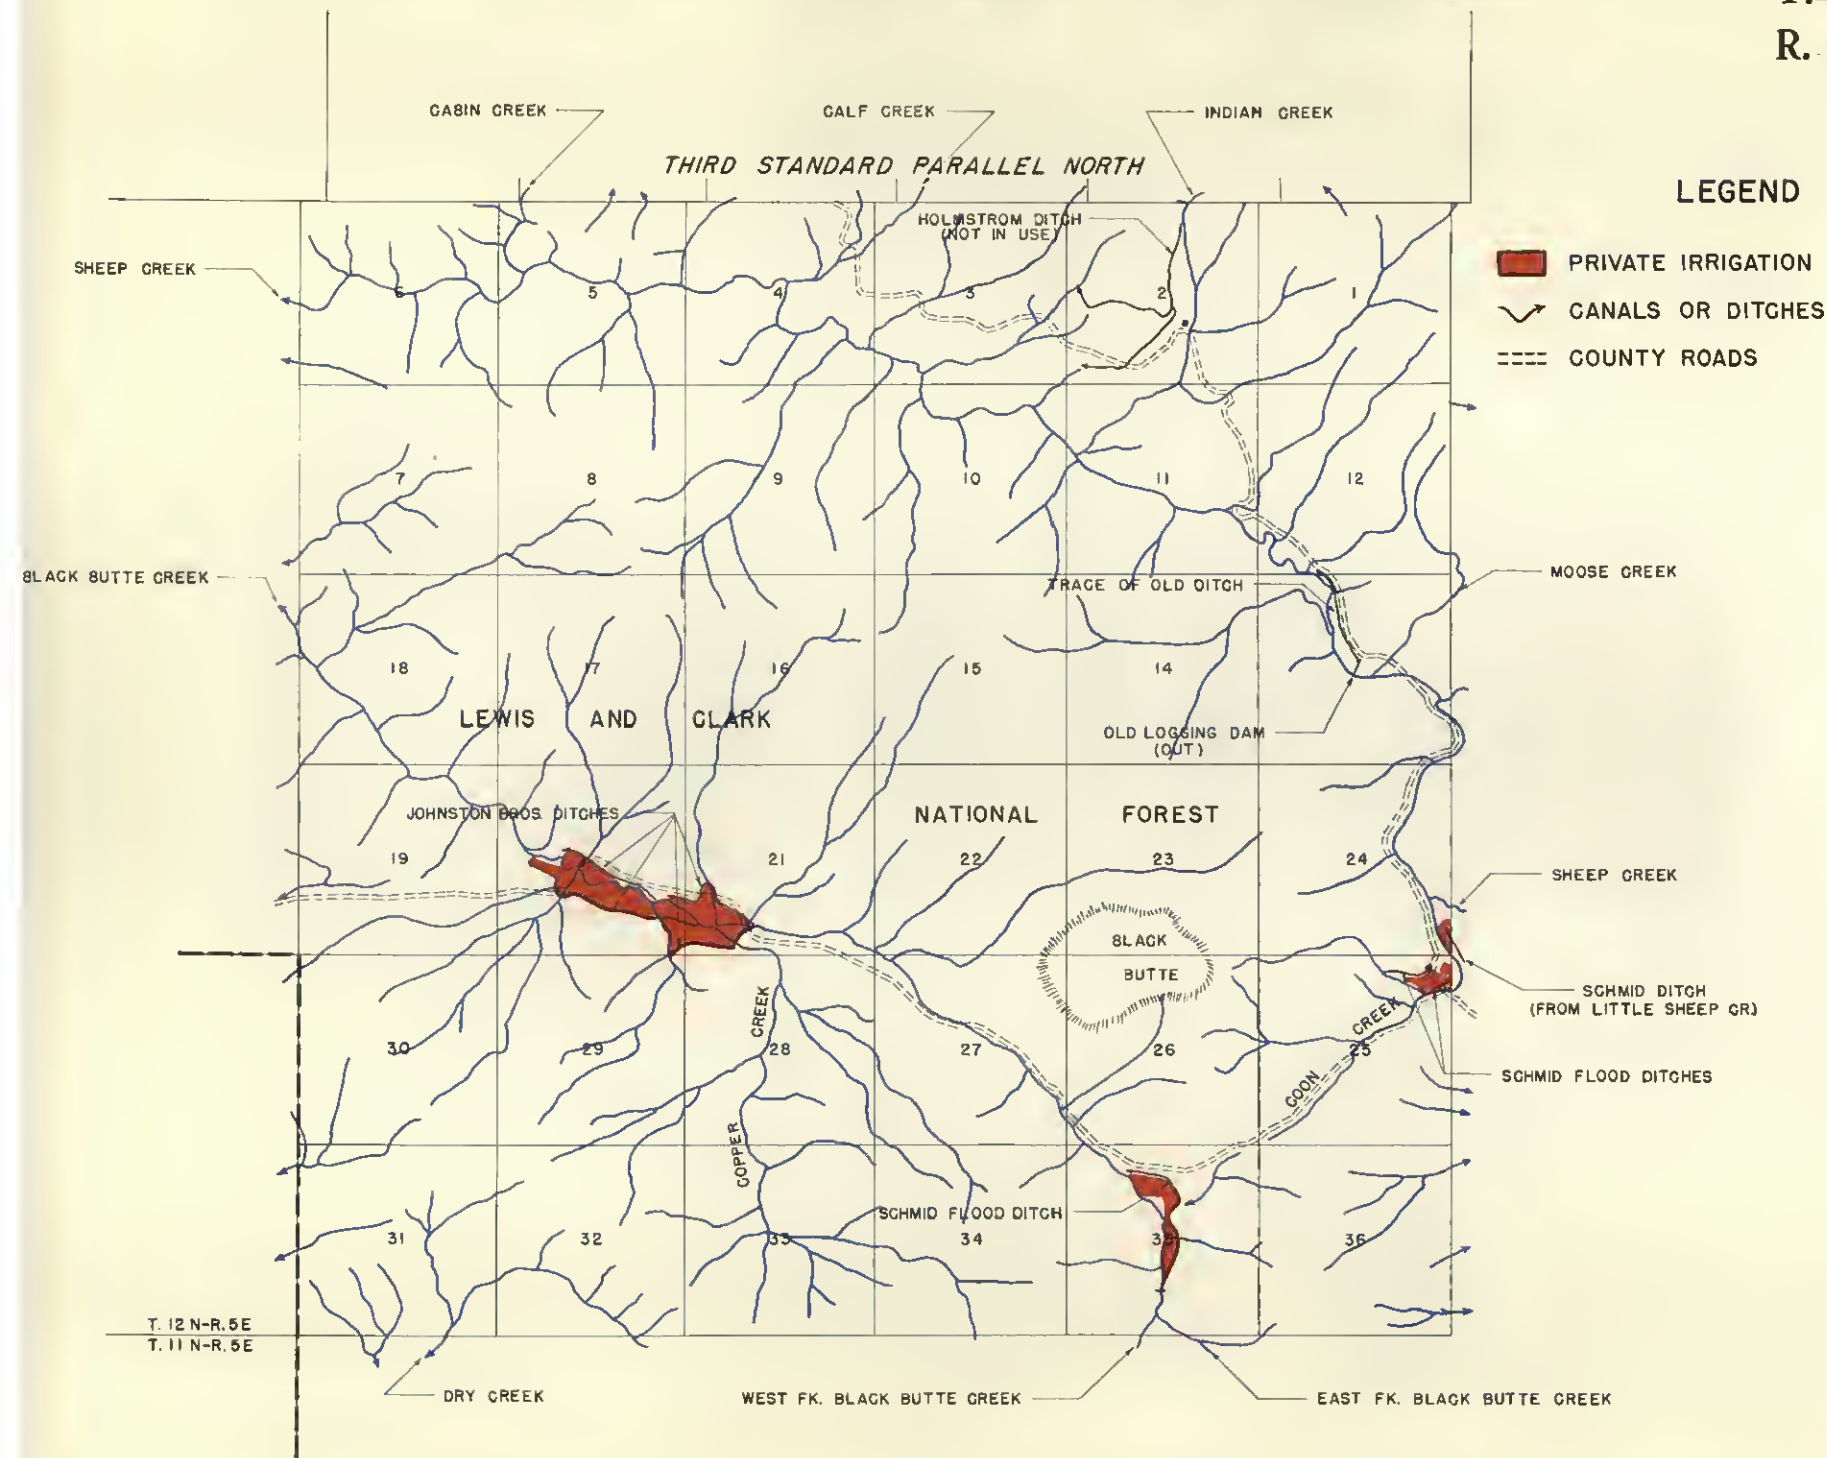 R.
CABIN CREEK
CALF CREEK
INDIAN CREEK
THIRD STANDARD PARALLEL NORTH
LEGEND
HOLMSTROM DITCH
(NOT IN USE)
PRIVATE IRRIGATION
SHEEP CREEK
CANALS OR DITCHES
6 5 4 3 2 1
COUNTY ROADS
7 8 9 10 11 12
BLACK BUTTE CREEK
TRACE OF OLD DITCH
MOOSE CREEK
18 17 16 15 14
LEWIS AND CLARK
OLD LOGGING DAM
(OUT)
JOHNSTON BROS. DITCHES
NATIONAL FOREST
19 21 22 23 24
SHEEP CREEK
BLACK
BUTTE
SCHMID DITCH
(FROM LITTLE SHEEP CR)
30 29 28 27 26 25
COPPER CREEK
COON CREEK
SCHMID FLOOD DITCHES
SCHMID FLOOD DITCH
31 32 33 34 35 36
T. 12 N-R. 5E
T. 11 N-R. 5E
DRY CREEK
WEST FK. BLACK BUTTE CREEK
EAST FK. BLACK BUTTE CREEK